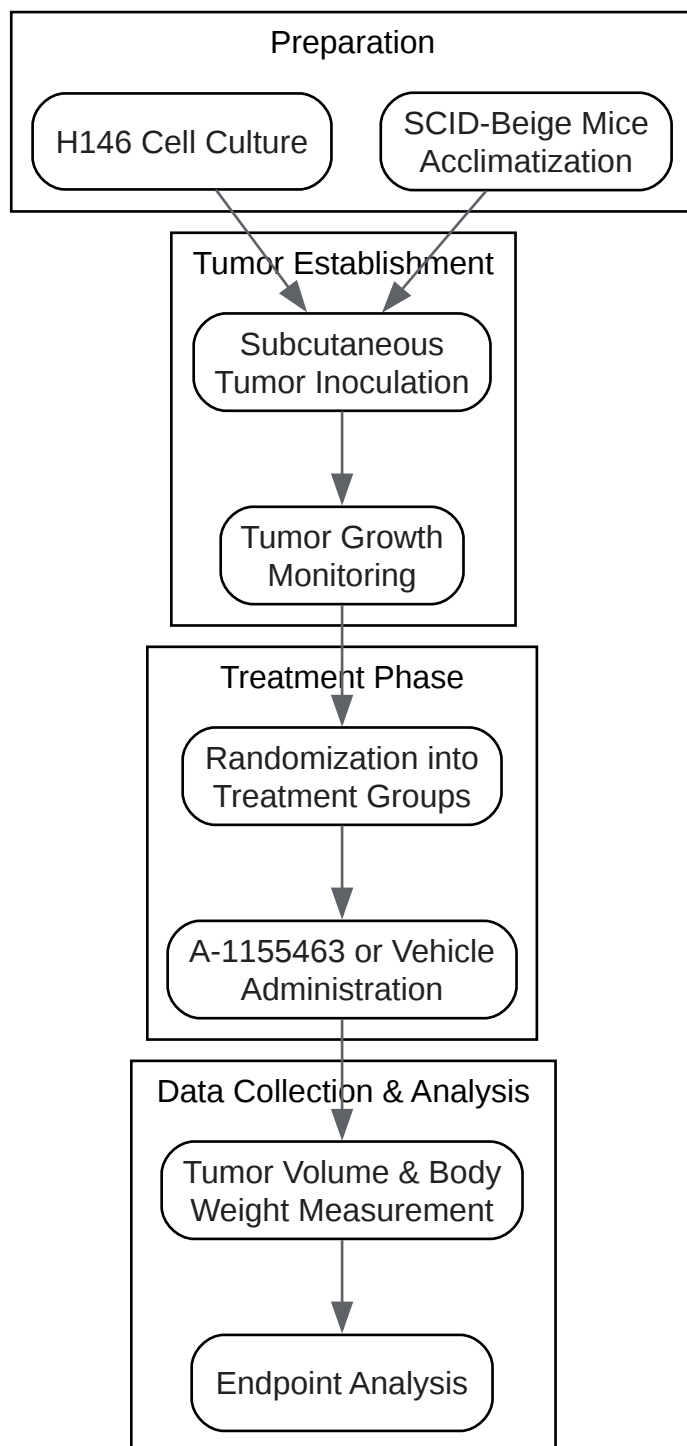 Preparation
H146 Cell Culture
SCID-Beige Mice
Acclimatization
Tumor Establishment
Subcutaneous
Tumor Inoculation
Tumor Growth
Monitoring
Treatment Phase
Randomization into
Treatment Groups
A-1155463 or Vehicle
Administration
Data Collection & Analysis
Tumor Volume & Body
Weight Measurement
Endpoint Analysis